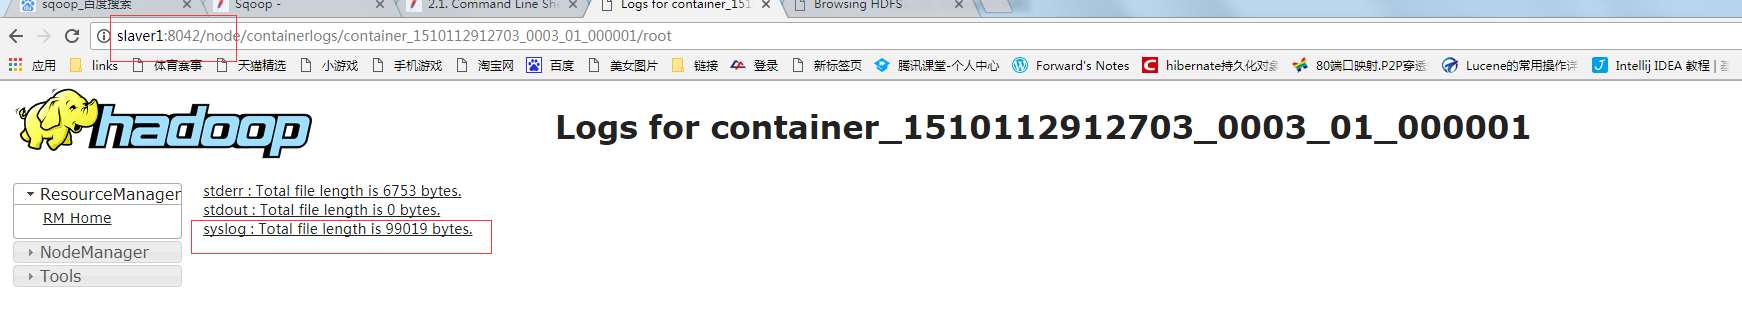 sqoop_百度搜索
Sqoop -
2.1. Command Line She
Logs for container_151
Browsing HDFS
slaver1:8042/node/containerlogs/container_1510112912703_0003_01_000001/root
应用 links 体育赛事 天猫精选 小游戏 手机游戏 淘宝网 百度 美女图片 链接 登录 新标签页 腾讯课堂-个人中心 Forward's Notes hibernate持久化对象 80端口映射.P2P穿透 Lucene的常用操作详 Intellij IDEA 教程 |
hadoop
Logs for container_1510112912703_0003_01_000001
ResourceManager
RM Home
NodeManager
Tools
stderr : Total file length is 6753 bytes.
stdout : Total file length is 0 bytes.
syslog : Total file length is 99019 bytes.